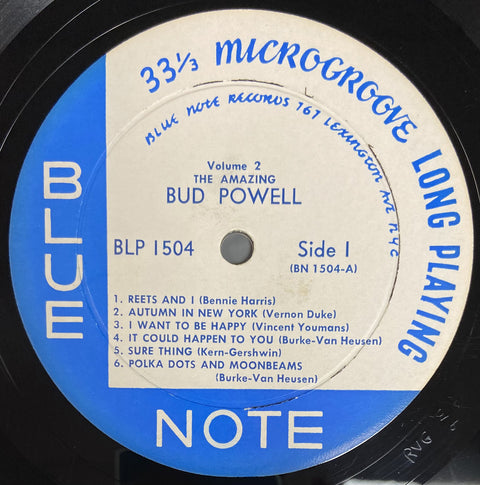 33⅓ MICROGROOVE LONG PLAYING
BLUE NOTE RECORDS 767 LEXINGTON AVE NYC
Volume 2
THE AMAZING
BUD POWELL
BLP 1504
Side 1
(BN 1504-A)
1. REETS AND I (Bennie Harris)
2. AUTUMN IN NEW YORK (Vernon Duke)
3. I WANT TO BE HAPPY (Vincent Youmans)
4. IT COULD HAPPEN TO YOU (Burke-Van Heusen)
5. SURE THING (Kern-Gershwin)
6. POLKA DOTS AND MOONBEAMS
(Burke-Van Heusen)
BLUE
NOTE
RVG